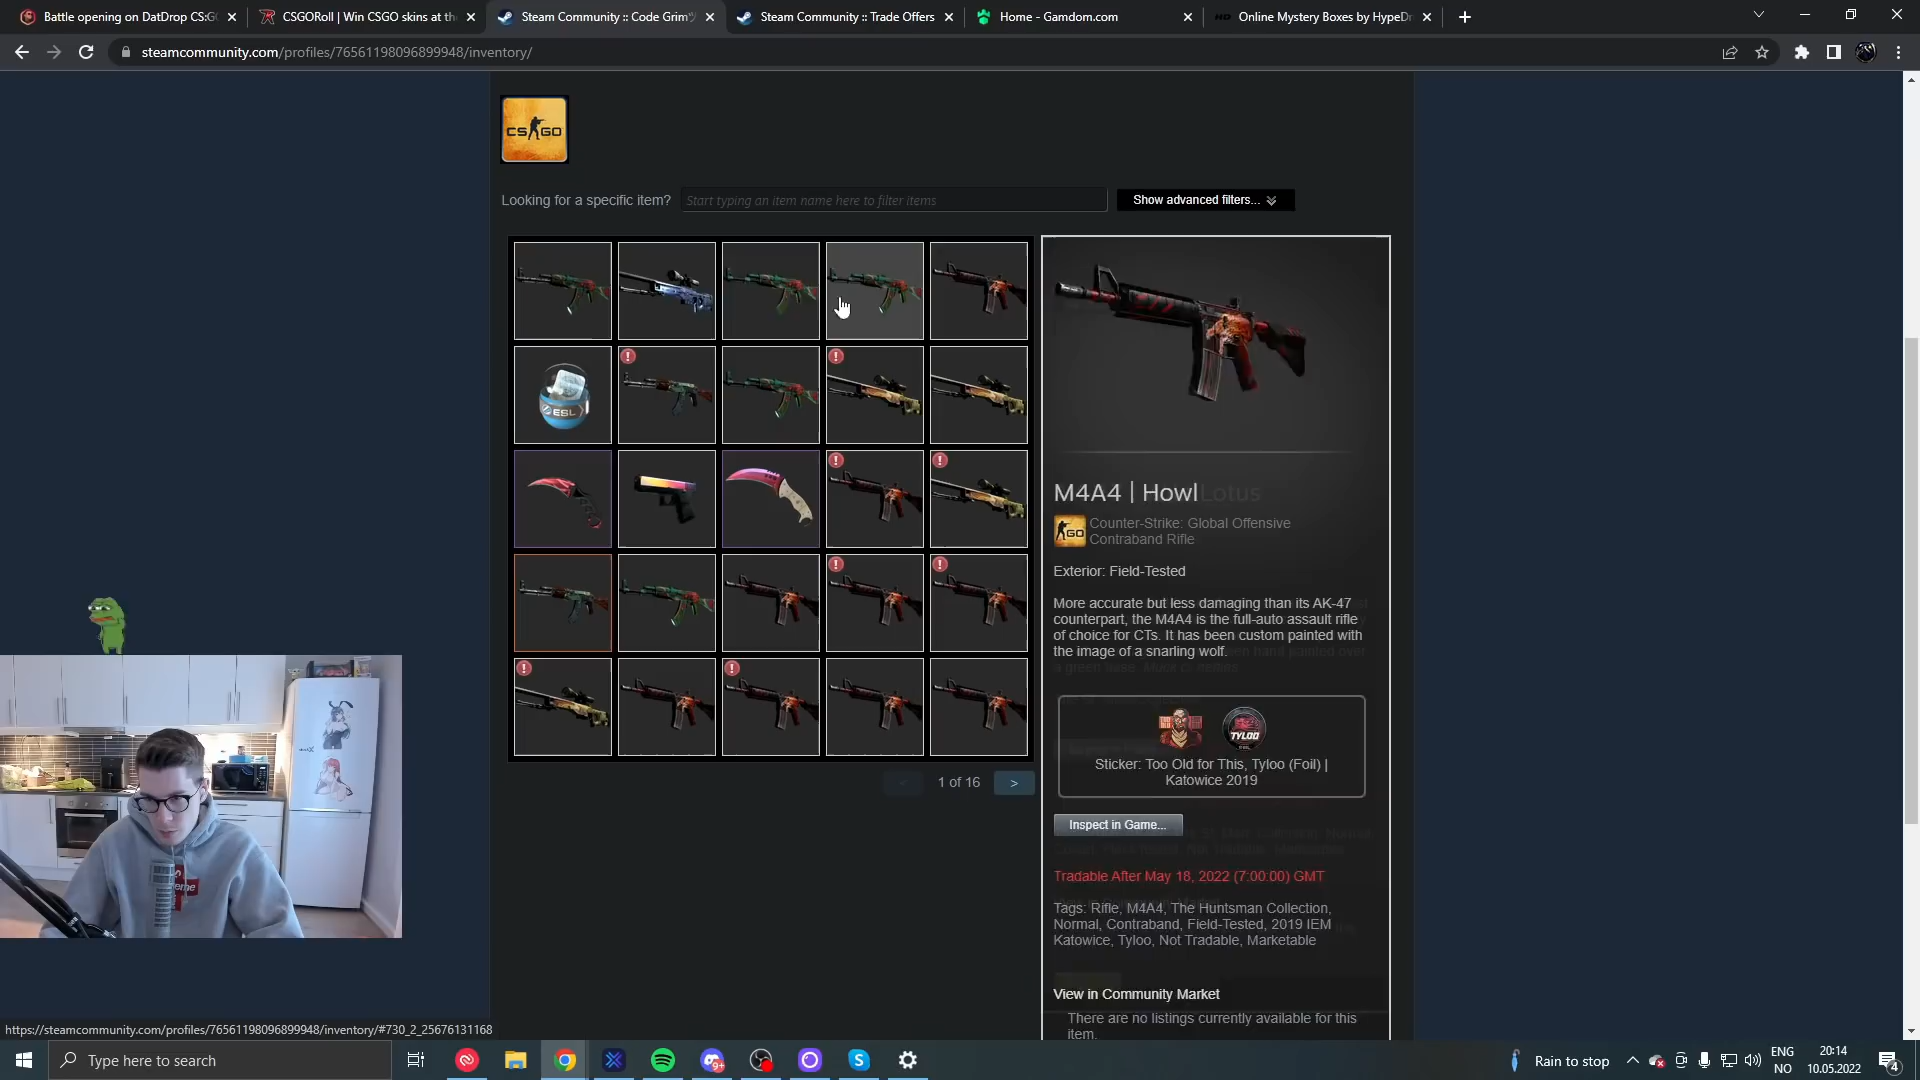 Battle opening on DatDrop CS:G
CSGORoll | Win CSGO skins at the
Steam Community :: Code Grim
Steam Community :: Trade Offers
Home - Gamdom.com
HD
Online Mystery Boxes by HypeDr
steamcommunity.com/profiles/76561198096899948/inventory/
CS GO
Looking for a specific item?
Start typing an item name here to filter items
Show advanced filters...
ESL
M4A4 | Howl
Lotus
GO
Counter-Strike: Global Offensive
Contraband Rifle
Exterior: Field-Tested
More accurate but less damaging than its AK-47
counterpart, the M4A4 is the full-auto assault rifle
of choice for CTs. It has been custom painted with
the image of a snarling wolf.
TYLOO
Sticker: Too Old for This, Tyloo (Foil) |
Katowice 2019
1 of 16
>
Inspect in Game...
Tradable After May 18, 2022 (7:00:00) GMT
Tags: Rifle, M4A4, The Huntsman Collection,
Normal, Contraband, Field-Tested, 2019 IEM
Katowice, Tyloo, Not Tradable, Marketable
View in Community Market
There are no listings currently available for this
item.
https://steamcommunity.com/profiles/76561198096899948/inventory/#730_2_25676131168
Type here to search
9+
Rain to stop
ENG
NO
20:14
10.05.2022
4